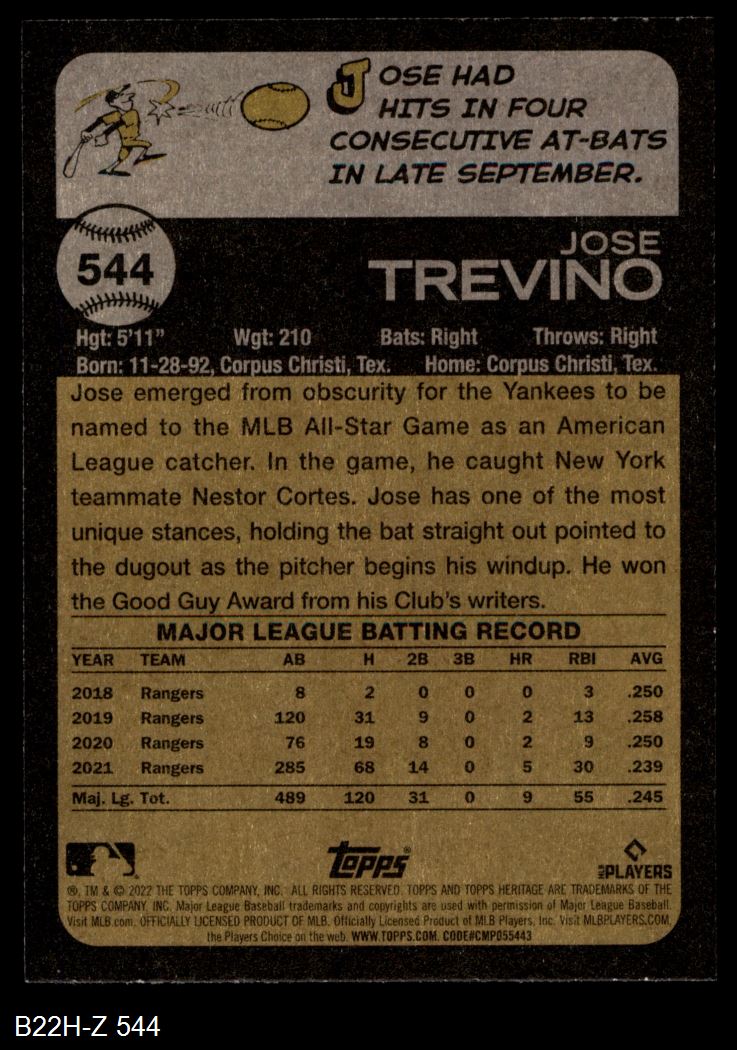 JOSE HAD
HITS IN FOUR
CONSECUTIVE AT-BATS
IN LATE SEPTEMBER.
544
JOSE
TREVINO
Hgt: 5'11" Wgt: 210 Bats: Right Throws: Right
Born: 11-28-92, Corpus Christi, Tex. Home: Corpus Christi, Tex.
Jose emerged from obscurity for the Yankees to be
named to the MLB All-Star Game as an American
League catcher. In the game, he caught New York
teammate Nestor Cortes. Jose has one of the most
unique stances, holding the bat straight out pointed to
the dugout as the pitcher begins his windup. He won
the Good Guy Award from his Club's writers.
MAJOR LEAGUE BATTING RECORD
YEAR TEAM AB H 2B 3B HR RBI AVG
2018 Rangers 8 2 0 0 0 3 .250
2019 Rangers 120 31 9 0 2 13 .258
2020 Rangers 76 19 8 0 2 9 .250
2021 Rangers 285 68 14 0 5 30 .239
Maj. Lg. Tot. 489 120 31 0 9 55 .245
Topps®
MLB PLAYERS
®, TM & © 2022 THE TOPPS COMPANY, INC. ALL RIGHTS RESERVED. TOPPS AND TOPPS HERITAGE ARE TRADEMARKS OF THE
TOPPS COMPANY, INC. Major League Baseball trademarks and copyrights are used with permission of Major League Baseball.
Visit MLB.com. OFFICIALLY LICENSED PRODUCT OF MLB. Officially Licensed Product of MLB Players, Inc. Visit MLBPLAYERS.COM,
the Players Choice on the web. WWW.TOPPS.COM. CODE#CMP055443
B22H-Z 544